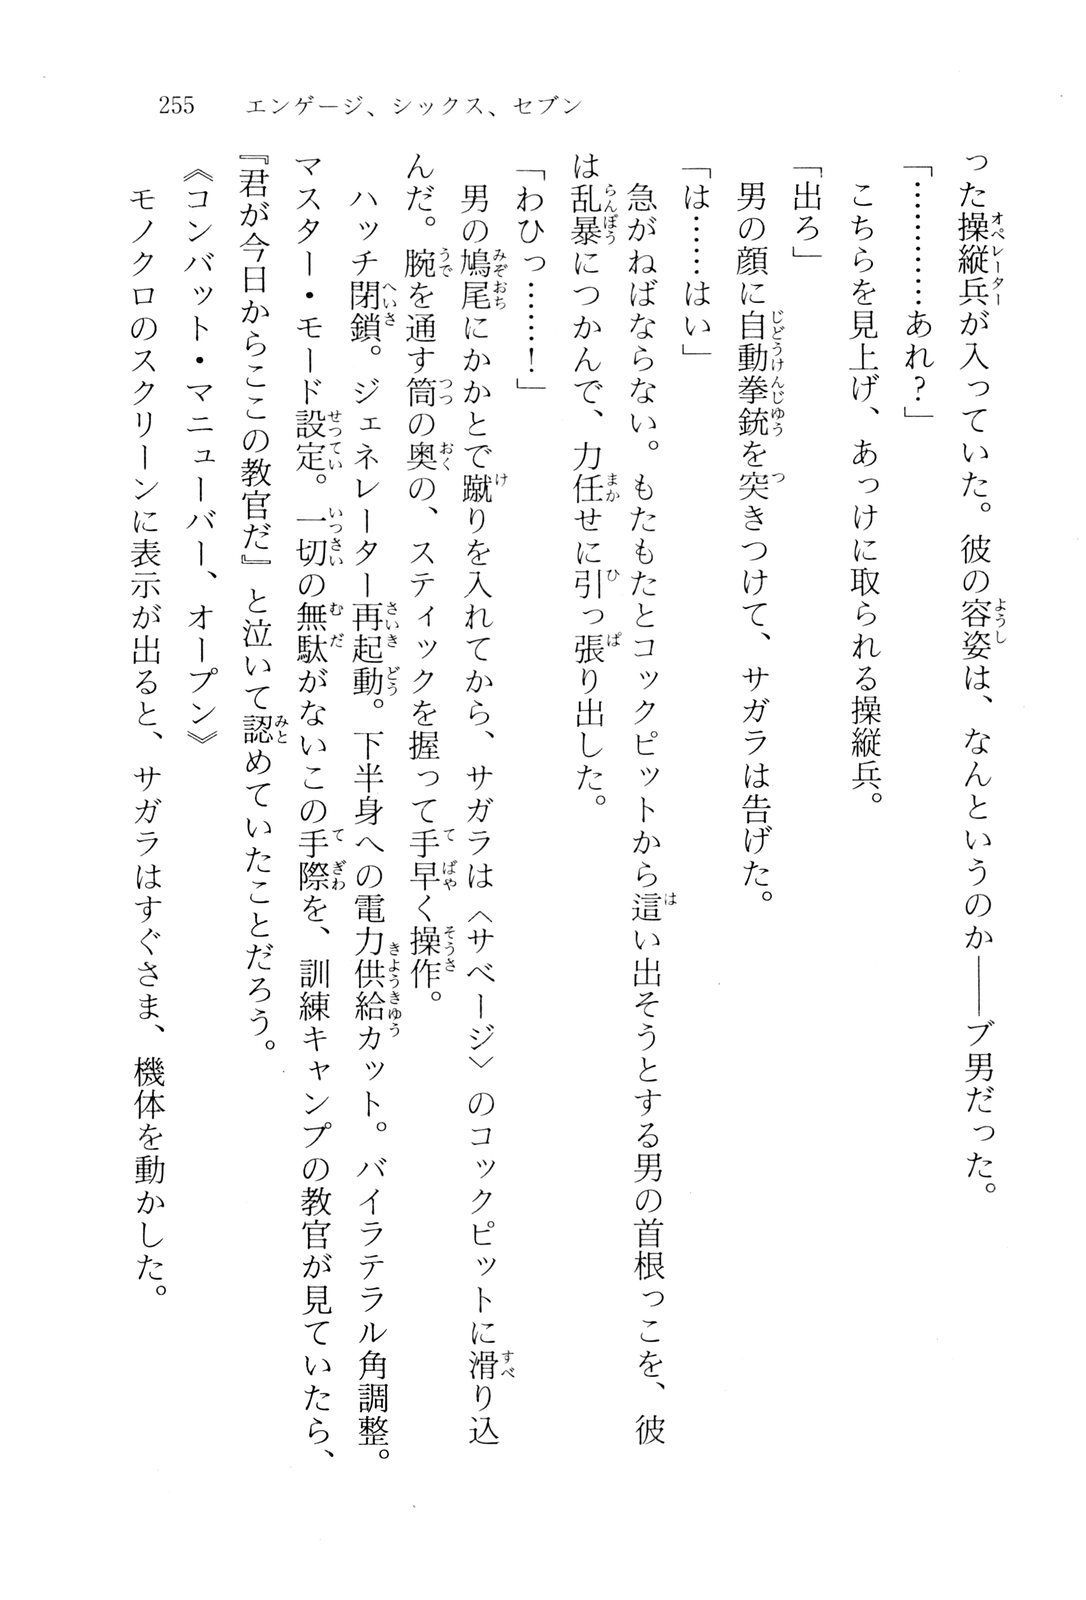 255　エンゲージ、シックス、セブン
った操縦兵が入っていた。彼の容姿は、なんというのか――ブ男だった。
「…………あれ？」
　こちらを見上げ、あっけに取られる操縦兵。
「出ろ」
　男の顔に自動拳銃を突きつけて、サガラは告げた。
「は……はい」
　急がねばならない。もたもたとコックピットから這い出そうとする男の首根っこを、彼
は乱暴につかんで、力任せに引っ張り出した。
「わひっ……！」
　男の鳩尾にかかとで蹴りを入れてから、サガラは〈サベージ〉のコックピットに滑り込
んだ。腕を通す筒の奥の、スティックを握って手早く操作。
　ハッチ閉鎖。ジェネレーター再起動。下半身への電力供給カット。バイラテラル角調整。
マスター・モード設定。一切の無駄がないこの手際を、訓練キャンプの教官が見ていたら、
『君が今日からここの教官だ』と泣いて認めていたことだろう。
《コンバット・マニューバー、オープン》
　モノクロのスクリーンに表示が出ると、サガラはすぐさま、機体を動かした。